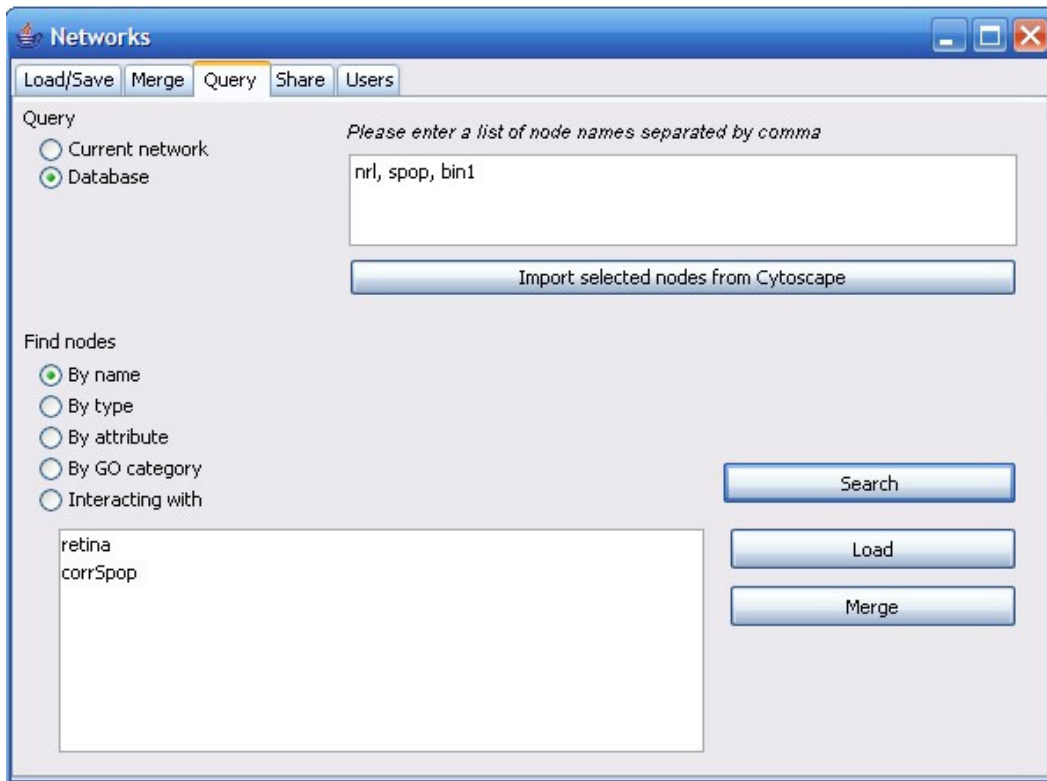 Networks
Load/Save Merge Query Share Users
Query
Current network
Database
Please enter a list of node names separated by comma
nrl, spop, bin1
Import selected nodes from Cytoscape
Find nodes
By name
By type
By attribute
By GO category
Interacting with
Search
retina
corrSpop
Load
Merge